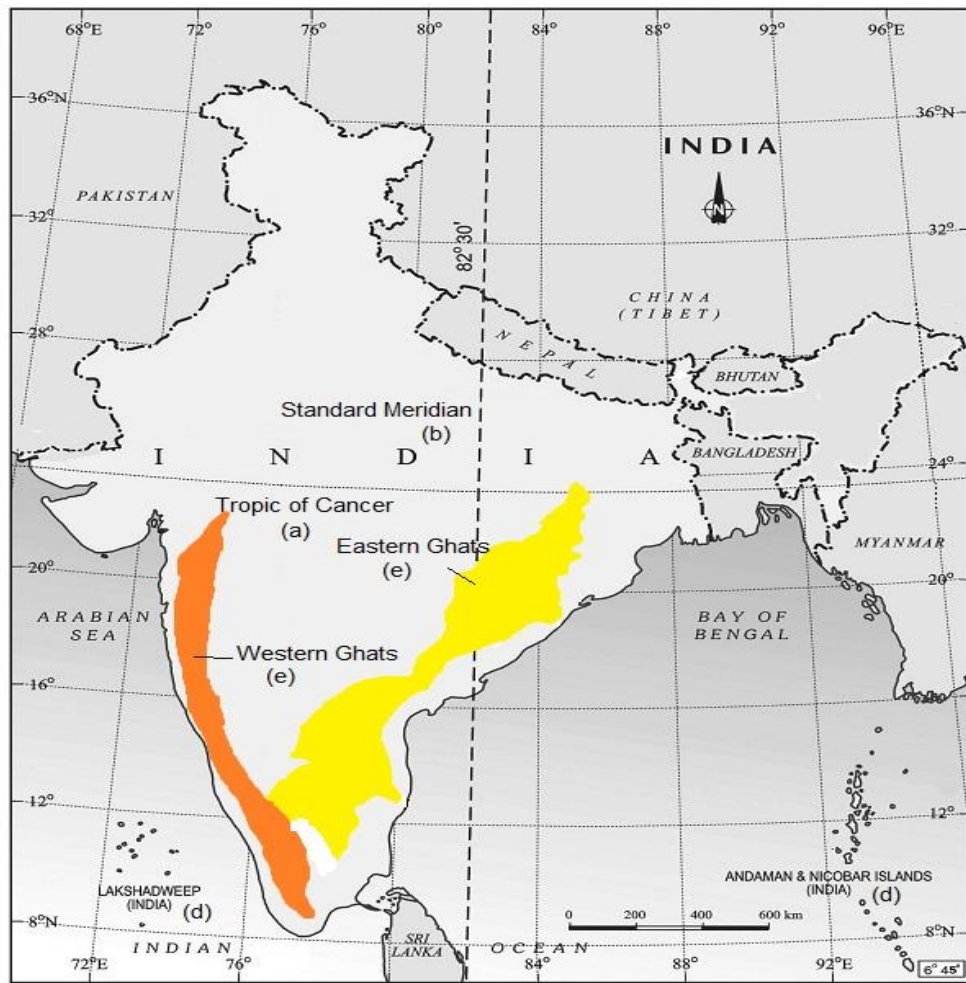 68°E 72° 76° 80° 84° 88° 92° 96°E
36°N 36°N
INDIA
PAKISTAN
N
32° 32°
82° 30'
CHINA
(TIBET)
NEPAL
28° 28°
BHUTAN
Standard Meridian
(b)
INDIA
BANGLADESH
24° 24°
Tropic of Cancer
(a)
Eastern Ghats
(e)
MYANMAR
20° 20°
ARABIAN
SEA
BAY OF
BENGAL
Western Ghats
(e)
16°
12° 12°
LAKSHADWEEP
(INDIA) (d)
ANDAMAN & NICOBAR ISLANDS
(INDIA) (d)
0 200 400 600 km
8°N 8°N
INDIAN OCEAN
SRI
LANKA
72°E 76° 84° 88° 92°E
6° 45'